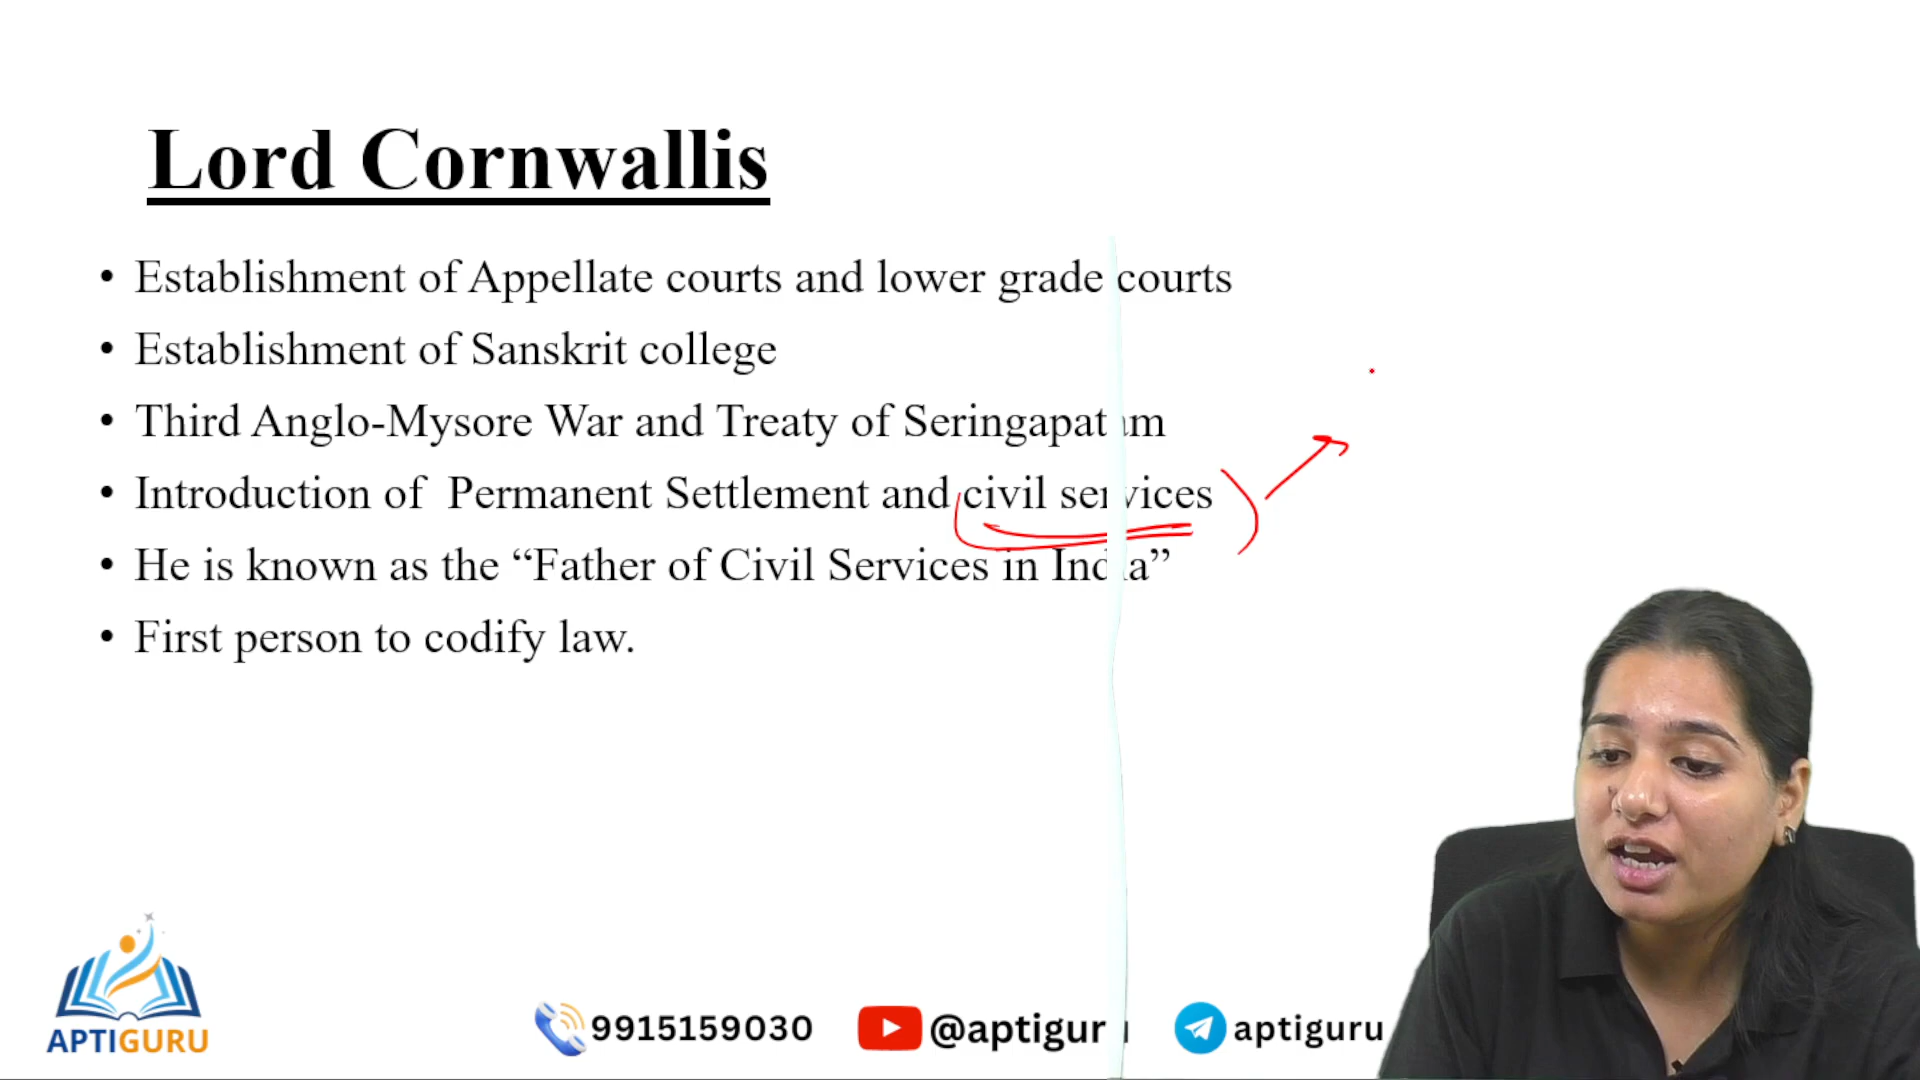 Lord Cornwallis
• Establishment of Appellate courts and lower grade courts
• Establishment of Sanskrit college
• Third Anglo-Mysore War and Treaty of Seringapatam
• Introduction of Permanent Settlement and civil services
• He is known as the “Father of Civil Services in India”
• First person to codify law.
APTIGURU
9915159030
@aptiguru
aptiguru